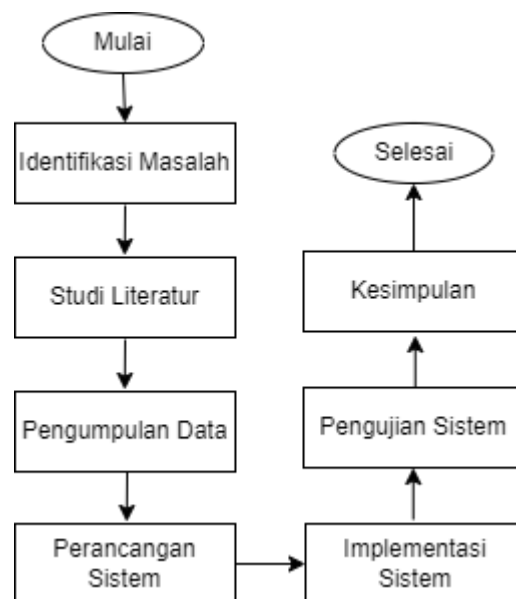 Mulai
Identifikasi Masalah
Studi Literatur
Pengumpulan Data
Perancangan
Sistem
Implementasi
Sistem
Pengujian Sistem
Kesimpulan
Selesai